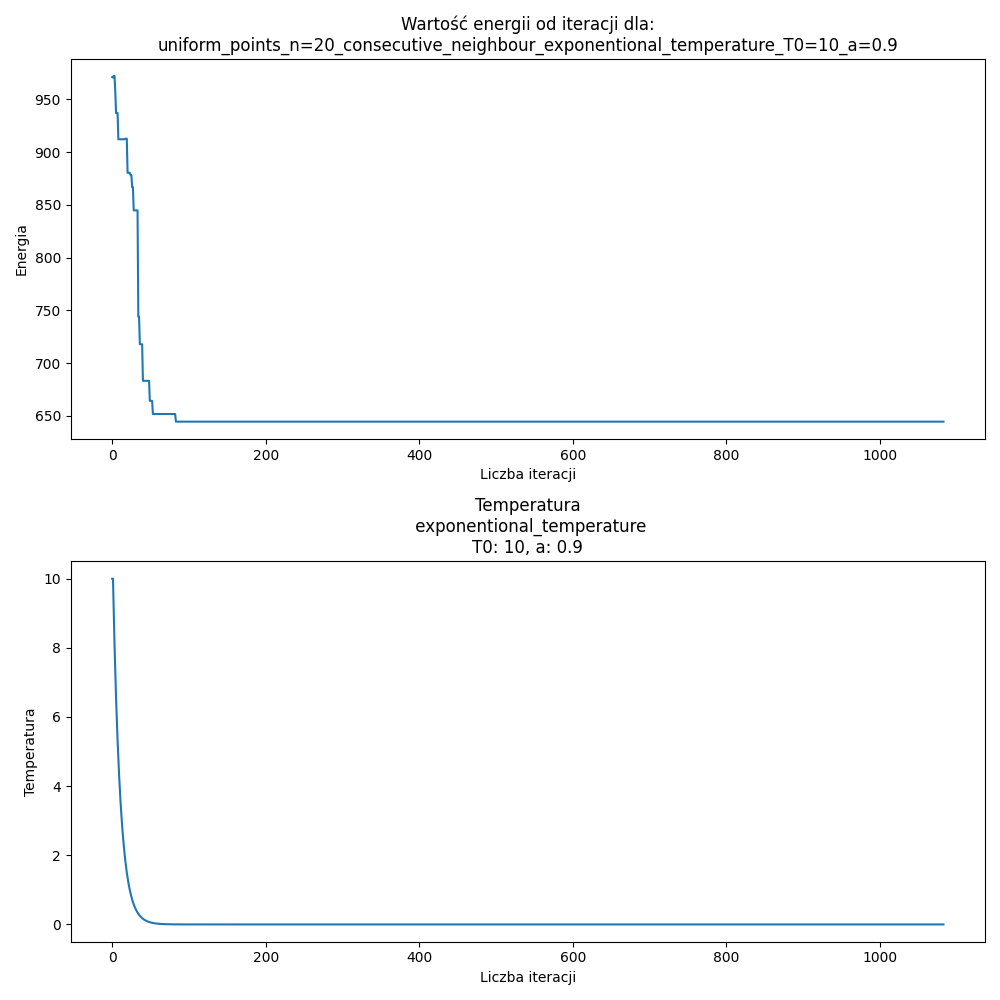 Wartość energii od iteracji dla:
uniform_points_n=20_consecutive_neighbour_exponentional_temperature_T0=10_a=0.9
950
900
850
800
750
700
650
Energia
0 200 400 600 800 1000
Liczba iteracji
Temperatura
exponentional_temperature
T0: 10, a: 0.9
10
8
6
4
2
0
Temperatura
0 200 400 600 800 1000
Liczba iteracji